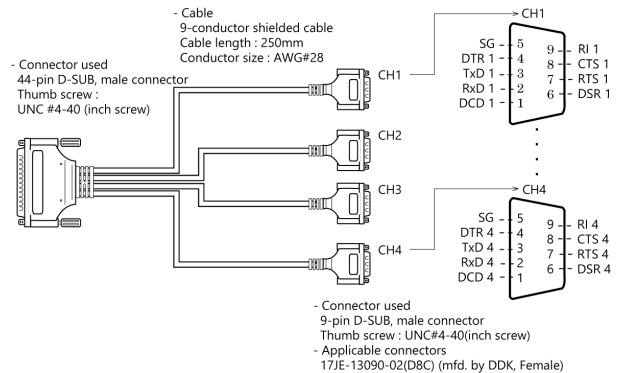 - Cable
9-conductor shielded cable
Cable length : 250mm
Conductor size : AWG#28
- Connector used
44-pin D-SUB, male connector
Thumb screw :
UNC #4-40 (inch screw)
CH1
CH2
CH3
CH4
CH1
SG - 5
DTR 1 - 4
TxD 1 - 3
RxD 1 - 2
DCD 1 - 1
9 - RI 1
8 - CTS 1
7 - RTS 1
6 - DSR 1
CH4
SG - 5
DTR 4 - 4
TxD 4 - 3
RxD 4 - 2
DCD 4 - 1
9 - RI 4
8 - CTS 4
7 - RTS 4
6 - DSR 4
- Connector used
9-pin D-SUB, male connector
Thumb screw : UNC#4-40(inch screw)
- Applicable connectors
17JE-13090-02(D8C) (mfd. by DDK, Female)